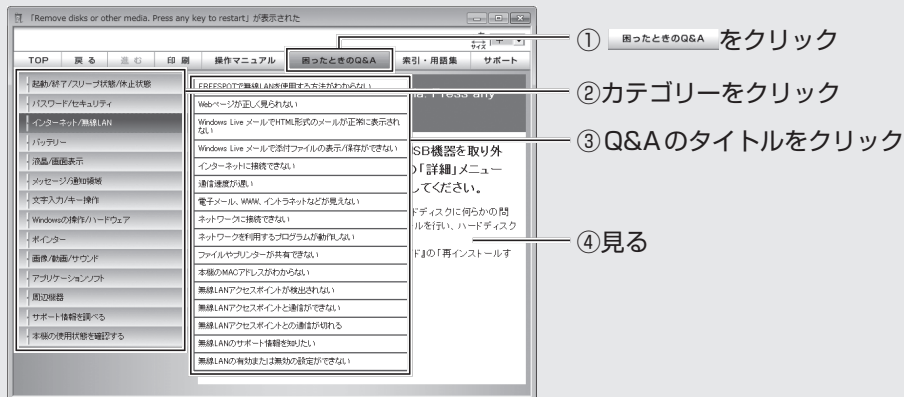 「Remove disks or other media. Press any key to restart」が表示された
サイズ 中
TOP 戻る 進む 印刷 操作マニュアル 困ったときのQ&A 索引・用語集 サポート
起動/終了/スリープ状態/休止状態
パスワード/セキュリティ
インターネット/無線LAN
バッテリー
液晶/画面表示
メッセージ/通知領域
文字入力/キー操作
Windowsの操作/ハードウェア
ポインター
画像/動画/サウンド
アプリケーションソフト
周辺機器
サポート情報を調べる
本機の使用状態を確認する
FREESPOTで無線LANを使用する方法がわからない
Webページが正しく見られない
Windows Live メールでHTML形式のメールが正常に表示され
ない
Windows Live メールで添付ファイルの表示/保存ができない
インターネットに接続できない
通信速度が遅い
電子メール、WWW、イントラネットなどが見えない
ネットワークに接続できない
ネットワークを利用するプログラムが動作しない
ファイルやプリンターが共有できない
本機のMACアドレスがわからない
無線LANアクセスポイントが検出されない
無線LANアクセスポイントと通信ができない
無線LANアクセスポイントとの通信が切れる
無線LANのサポート情報を知りたい
無線LANの有効または無効の設定ができない
Press any
SB機器を取り外
「詳細」メニュー
してください。
ドディスクに何らかの問
ルを行い、ハードディスク
ド』の「再インストールす
① 困ったときのQ&A をクリック
②カテゴリーをクリック
③Q&Aのタイトルをクリック
④見る